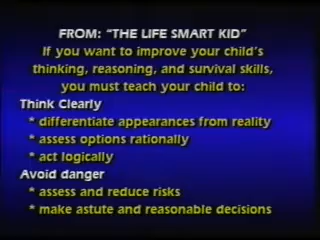 FROM: "THE LIFE SMART KID"
If you want to improve your child's
thinking, reasoning, and survival skills,
you must teach your child to:
Think Clearly
* differentiate appearances from reality
* assess options rationally
* act logically
Avoid danger
* assess and reduce risks
* make astute and reasonable decisions